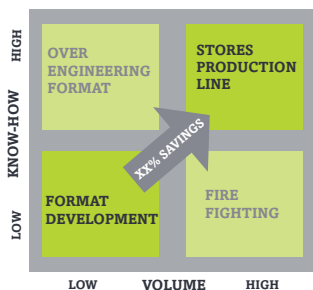 HIGH
KNOW-HOW
LOW
OVER
ENGINEERING
FORMAT
STORES
PRODUCTION
LINE
XX% SAVINGS
FORMAT
DEVELOPMENT
FIRE
FIGHTING
LOW
VOLUME
HIGH